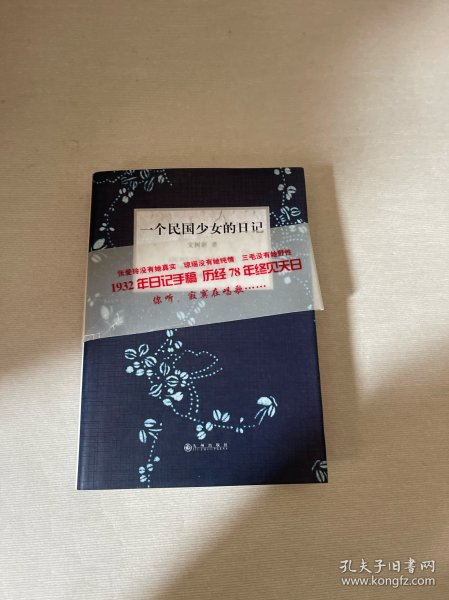 一个民国少女的日记
文树新 著
张爱玲没有她真实 琼瑶没有她纯情 三毛没有她野性
1932年日记手稿 历经78年终见天日
你听,寂寞在唱歌……
九州出版社
孔夫子旧书网
www.kongfz.com